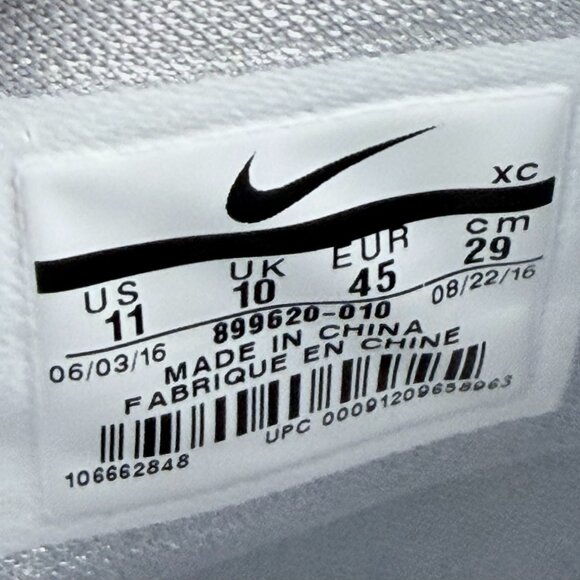 XC
US UK EUR cm
11 10 45 29
06/03/16 899620-010 08/22/16
MADE IN CHINA
FABRIQUE EN CHINE
106662848 UPC 00091209658963